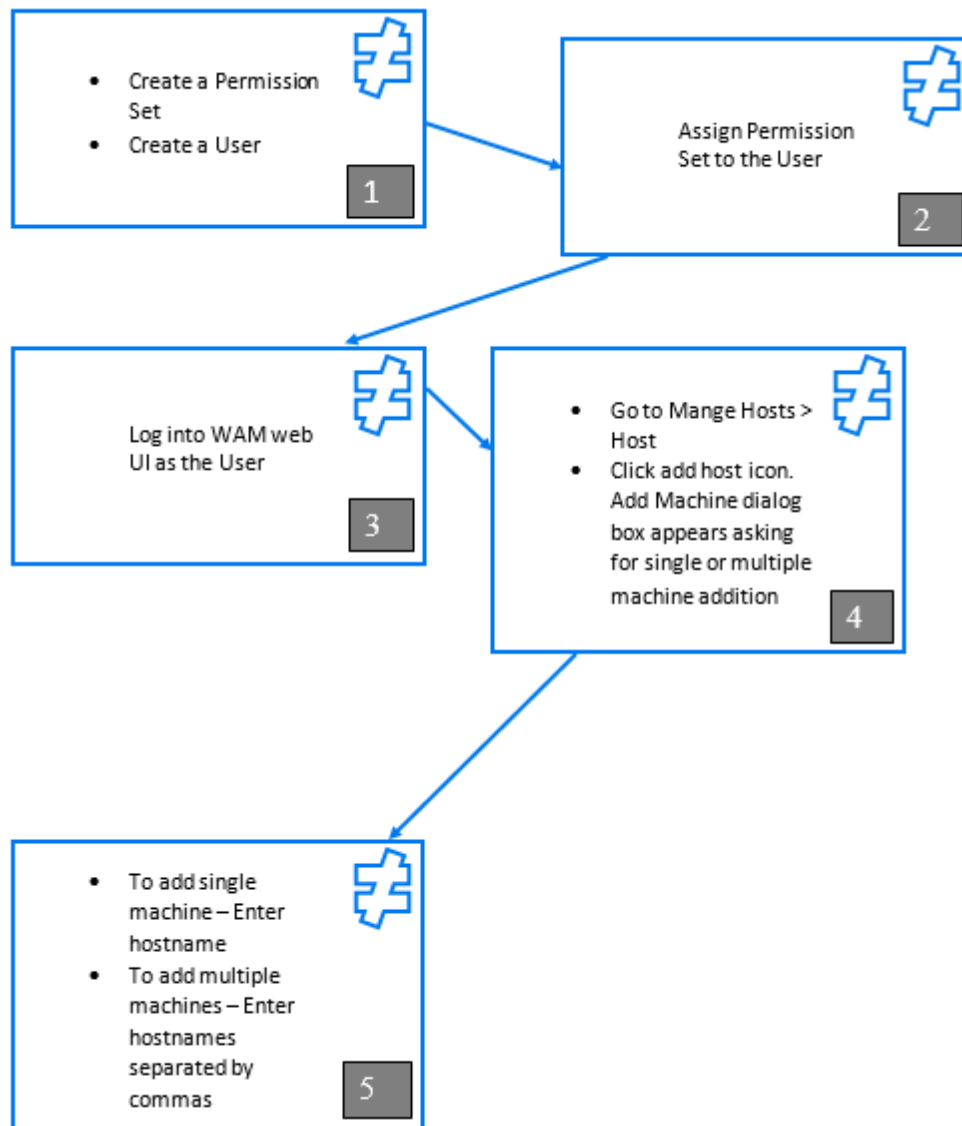 • Create a Permission
Set
• Create a User
1
Assign Permission
Set to the User
2
Log into WAM web
UI as the User
3
• Go to Mange Hosts >
Host
• Click add host icon.
Add Machine dialog
box appears asking
for single or multiple
machine addition
4
• To add single
machine – Enter
hostname
• To add multiple
machines – Enter
hostnames
separated by
commas
5